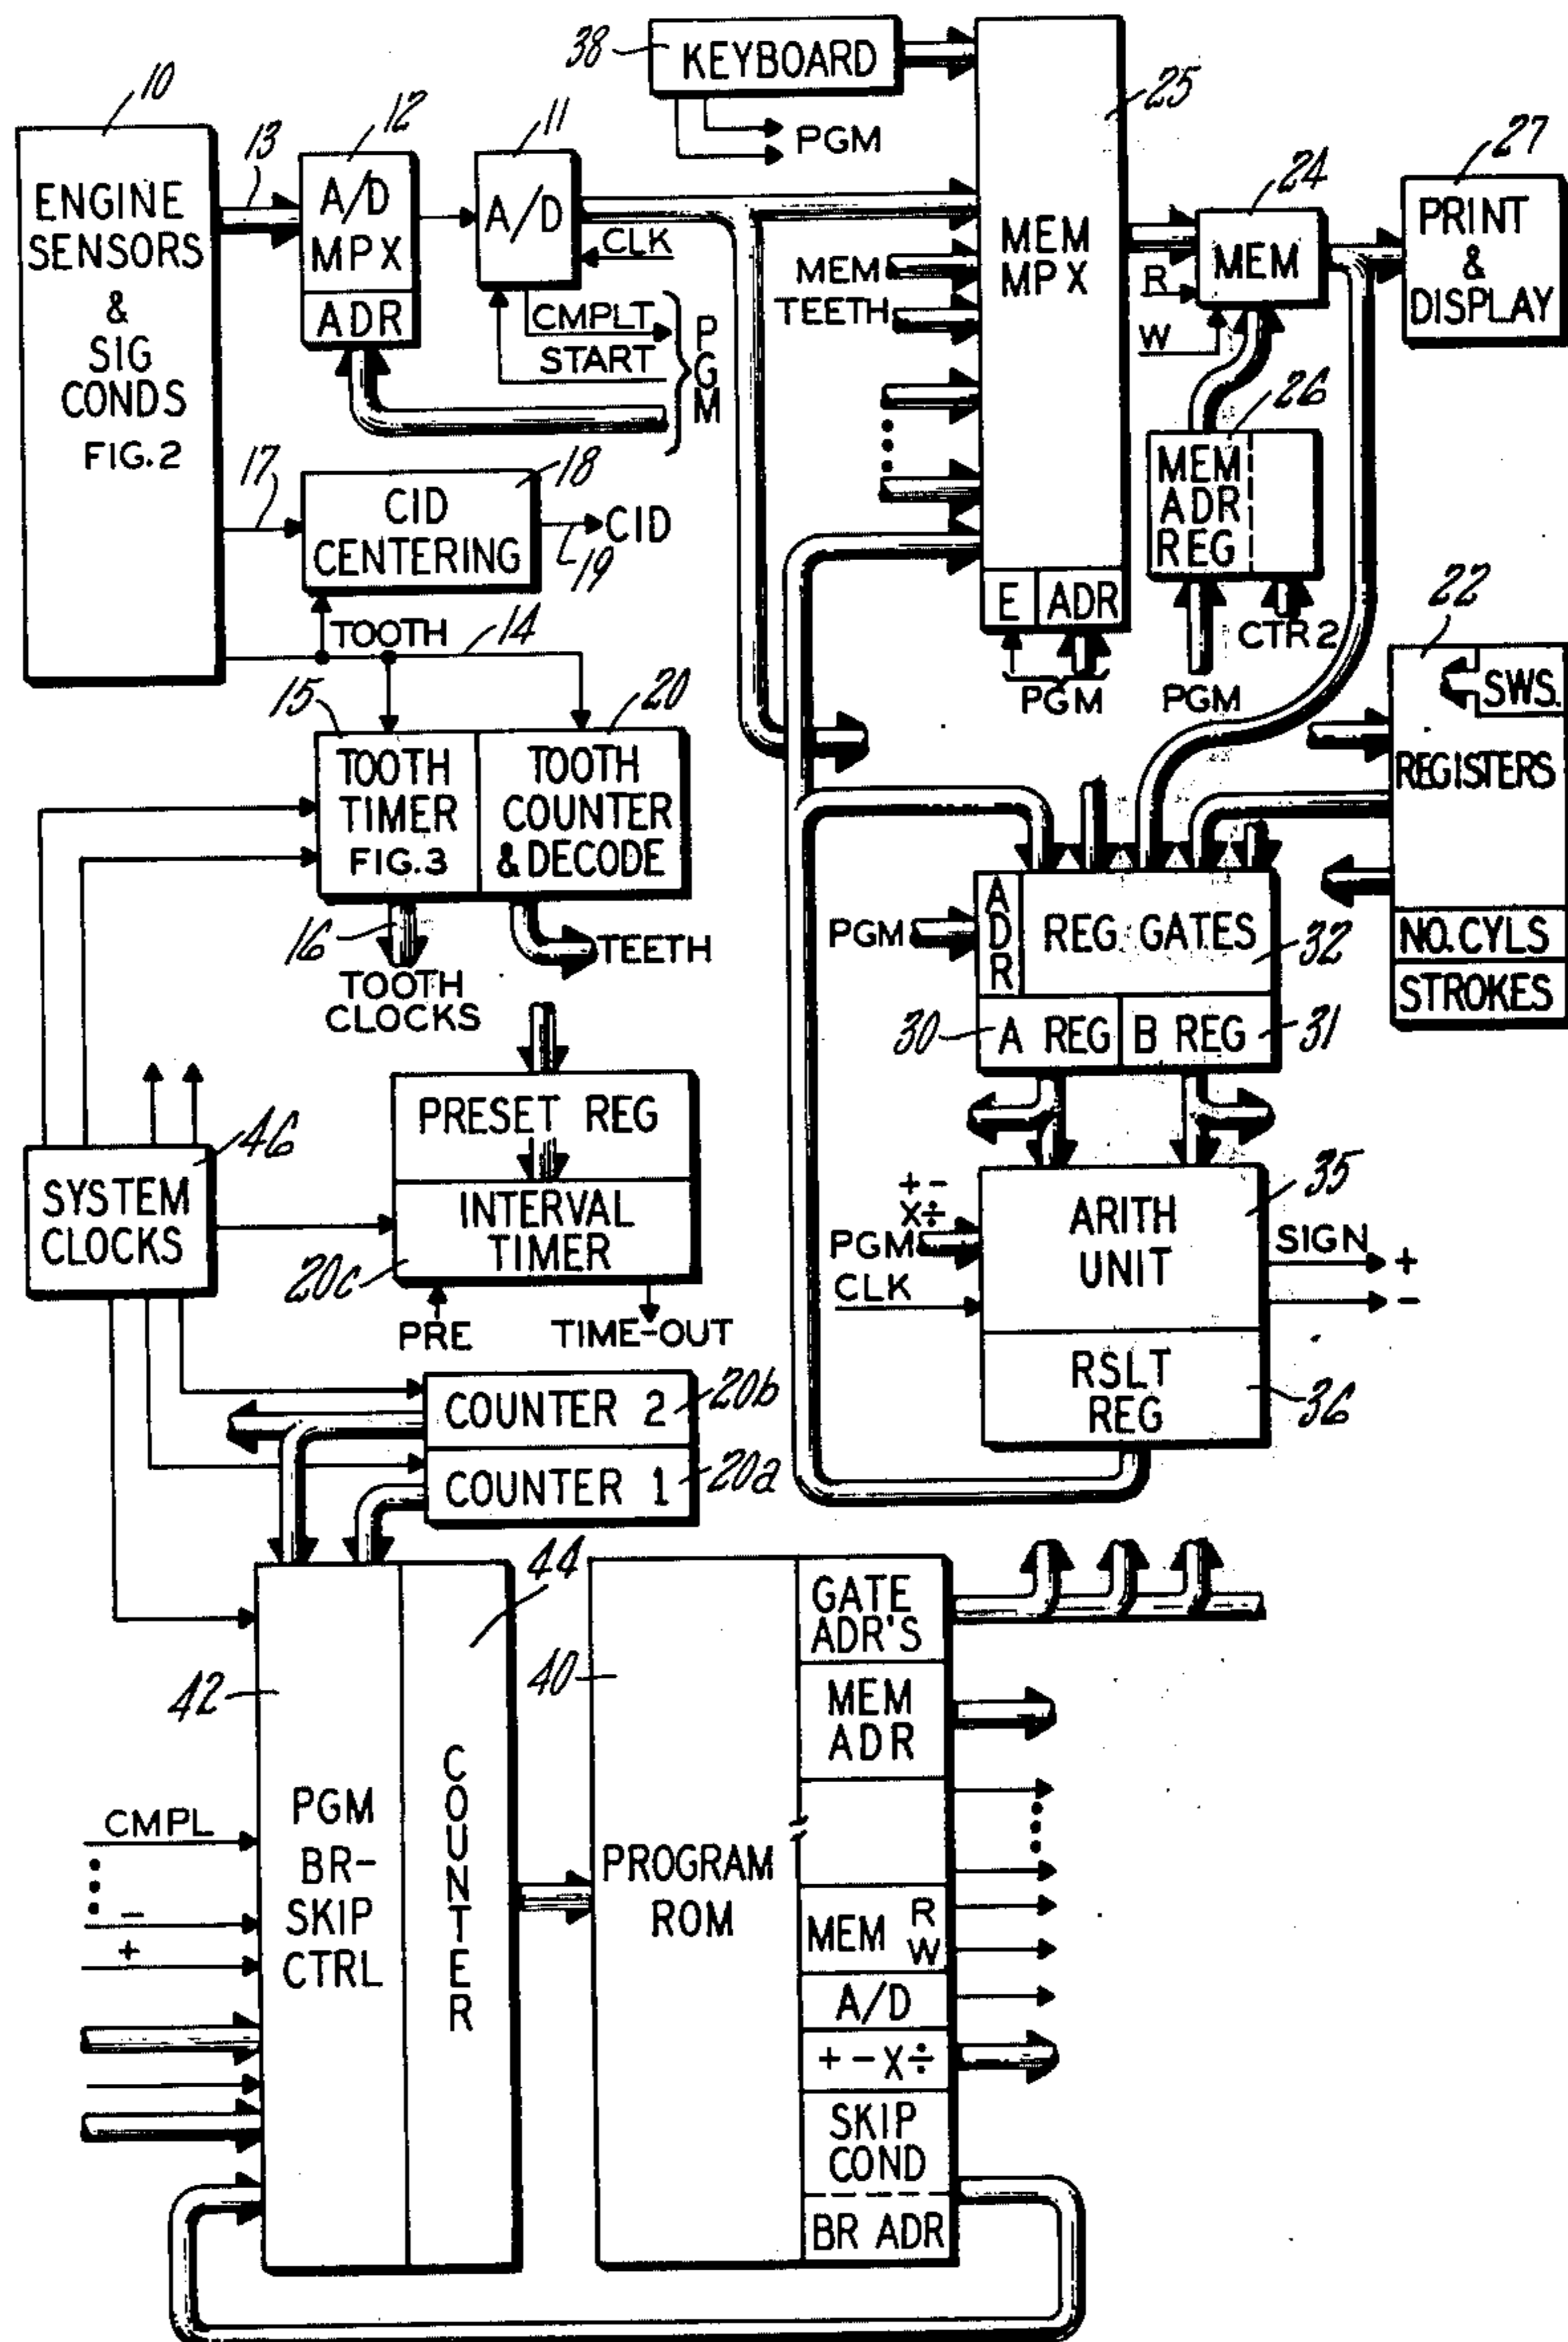 38
KEYBOARD
PGM
25
10
13
12
11
ENGINE
SENSORS
&
SIG
CONDS
FIG.2
A/D
MPX
ADR
A/D
CLK
CMPLT
START
PGM
MEM
TEETH
MEM
MPX
E
ADR
PGM
24
MEM
R
W
27
PRINT
&
DISPLAY
26
MEM
ADR
REG
PGM
CTR 2
17
18
CID
CENTERING
CID
19
TOOTH
14
15
20
TOOTH
TIMER
FIG.3
TOOTH
COUNTER
& DECODE
16
TOOTH
CLOCKS
TEETH
22
SWS.
REGISTERS
NO. CYLS
STROKES
PGM
ADR
REG GATES
32
30
A REG
B REG
31
PRESET REG
INTERVAL
TIMER
20c
PRE
TIME-OUT
46
SYSTEM
CLOCKS
+ -
X ÷
PGM
CLK
ARITH
UNIT
35
SIGN
+
-
RSLT
REG
36
COUNTER 2
20b
COUNTER 1
20a
44
42
PGM
BR-
SKIP
CTRL
COUNTER
CMPL
-
+
40
PROGRAM
ROM
GATE
ADR'S
MEM
ADR
MEM
R
W
A/D
+ - X ÷
SKIP
COND
BR ADR